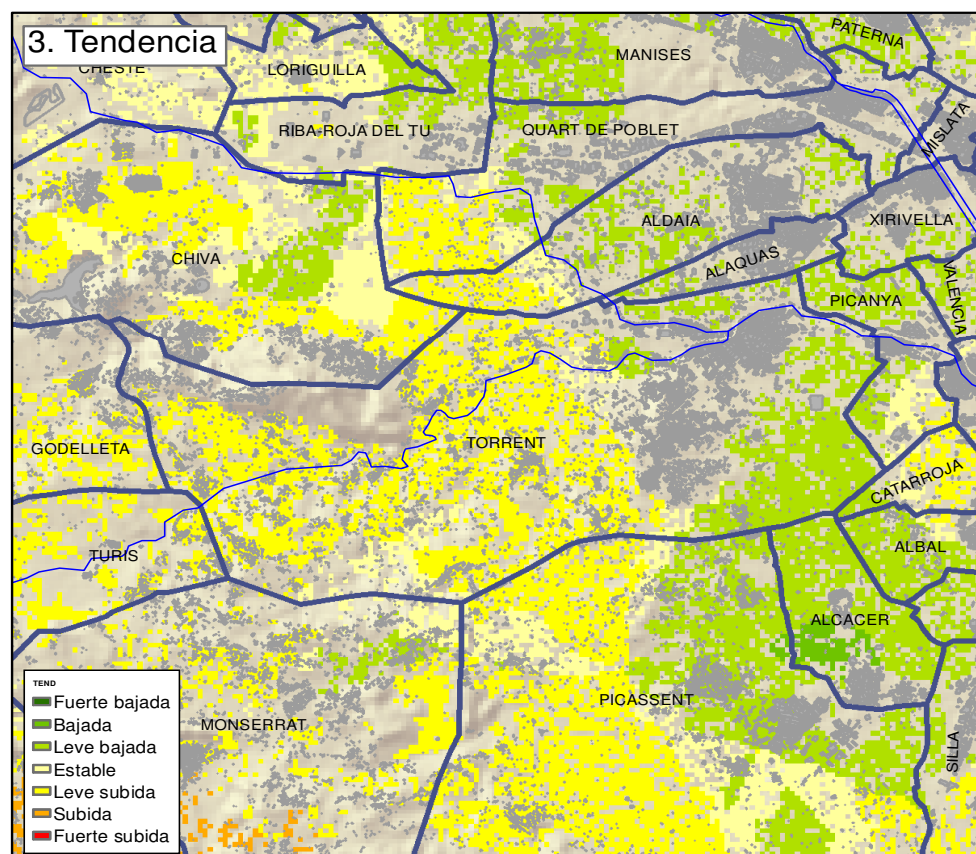 3. Tendencia
PATERNA
MANISES
CHESTE
LORIGUILLA
RIBA-ROJA DEL TU
QUART DE POBLET
MISLATA
ALDAIA
XIRIVELLA
CHIVA
ALAQUAS
VALENCIA
PICANYA
GODELLETA
TORRENT
CATARROJA
TURIS
ALBAL
ALCACER
MONSERRAT
PICASSENT
SILLA
TEND
Fuerte bajada
Bajada
Leve bajada
Estable
Leve subida
Subida
Fuerte subida